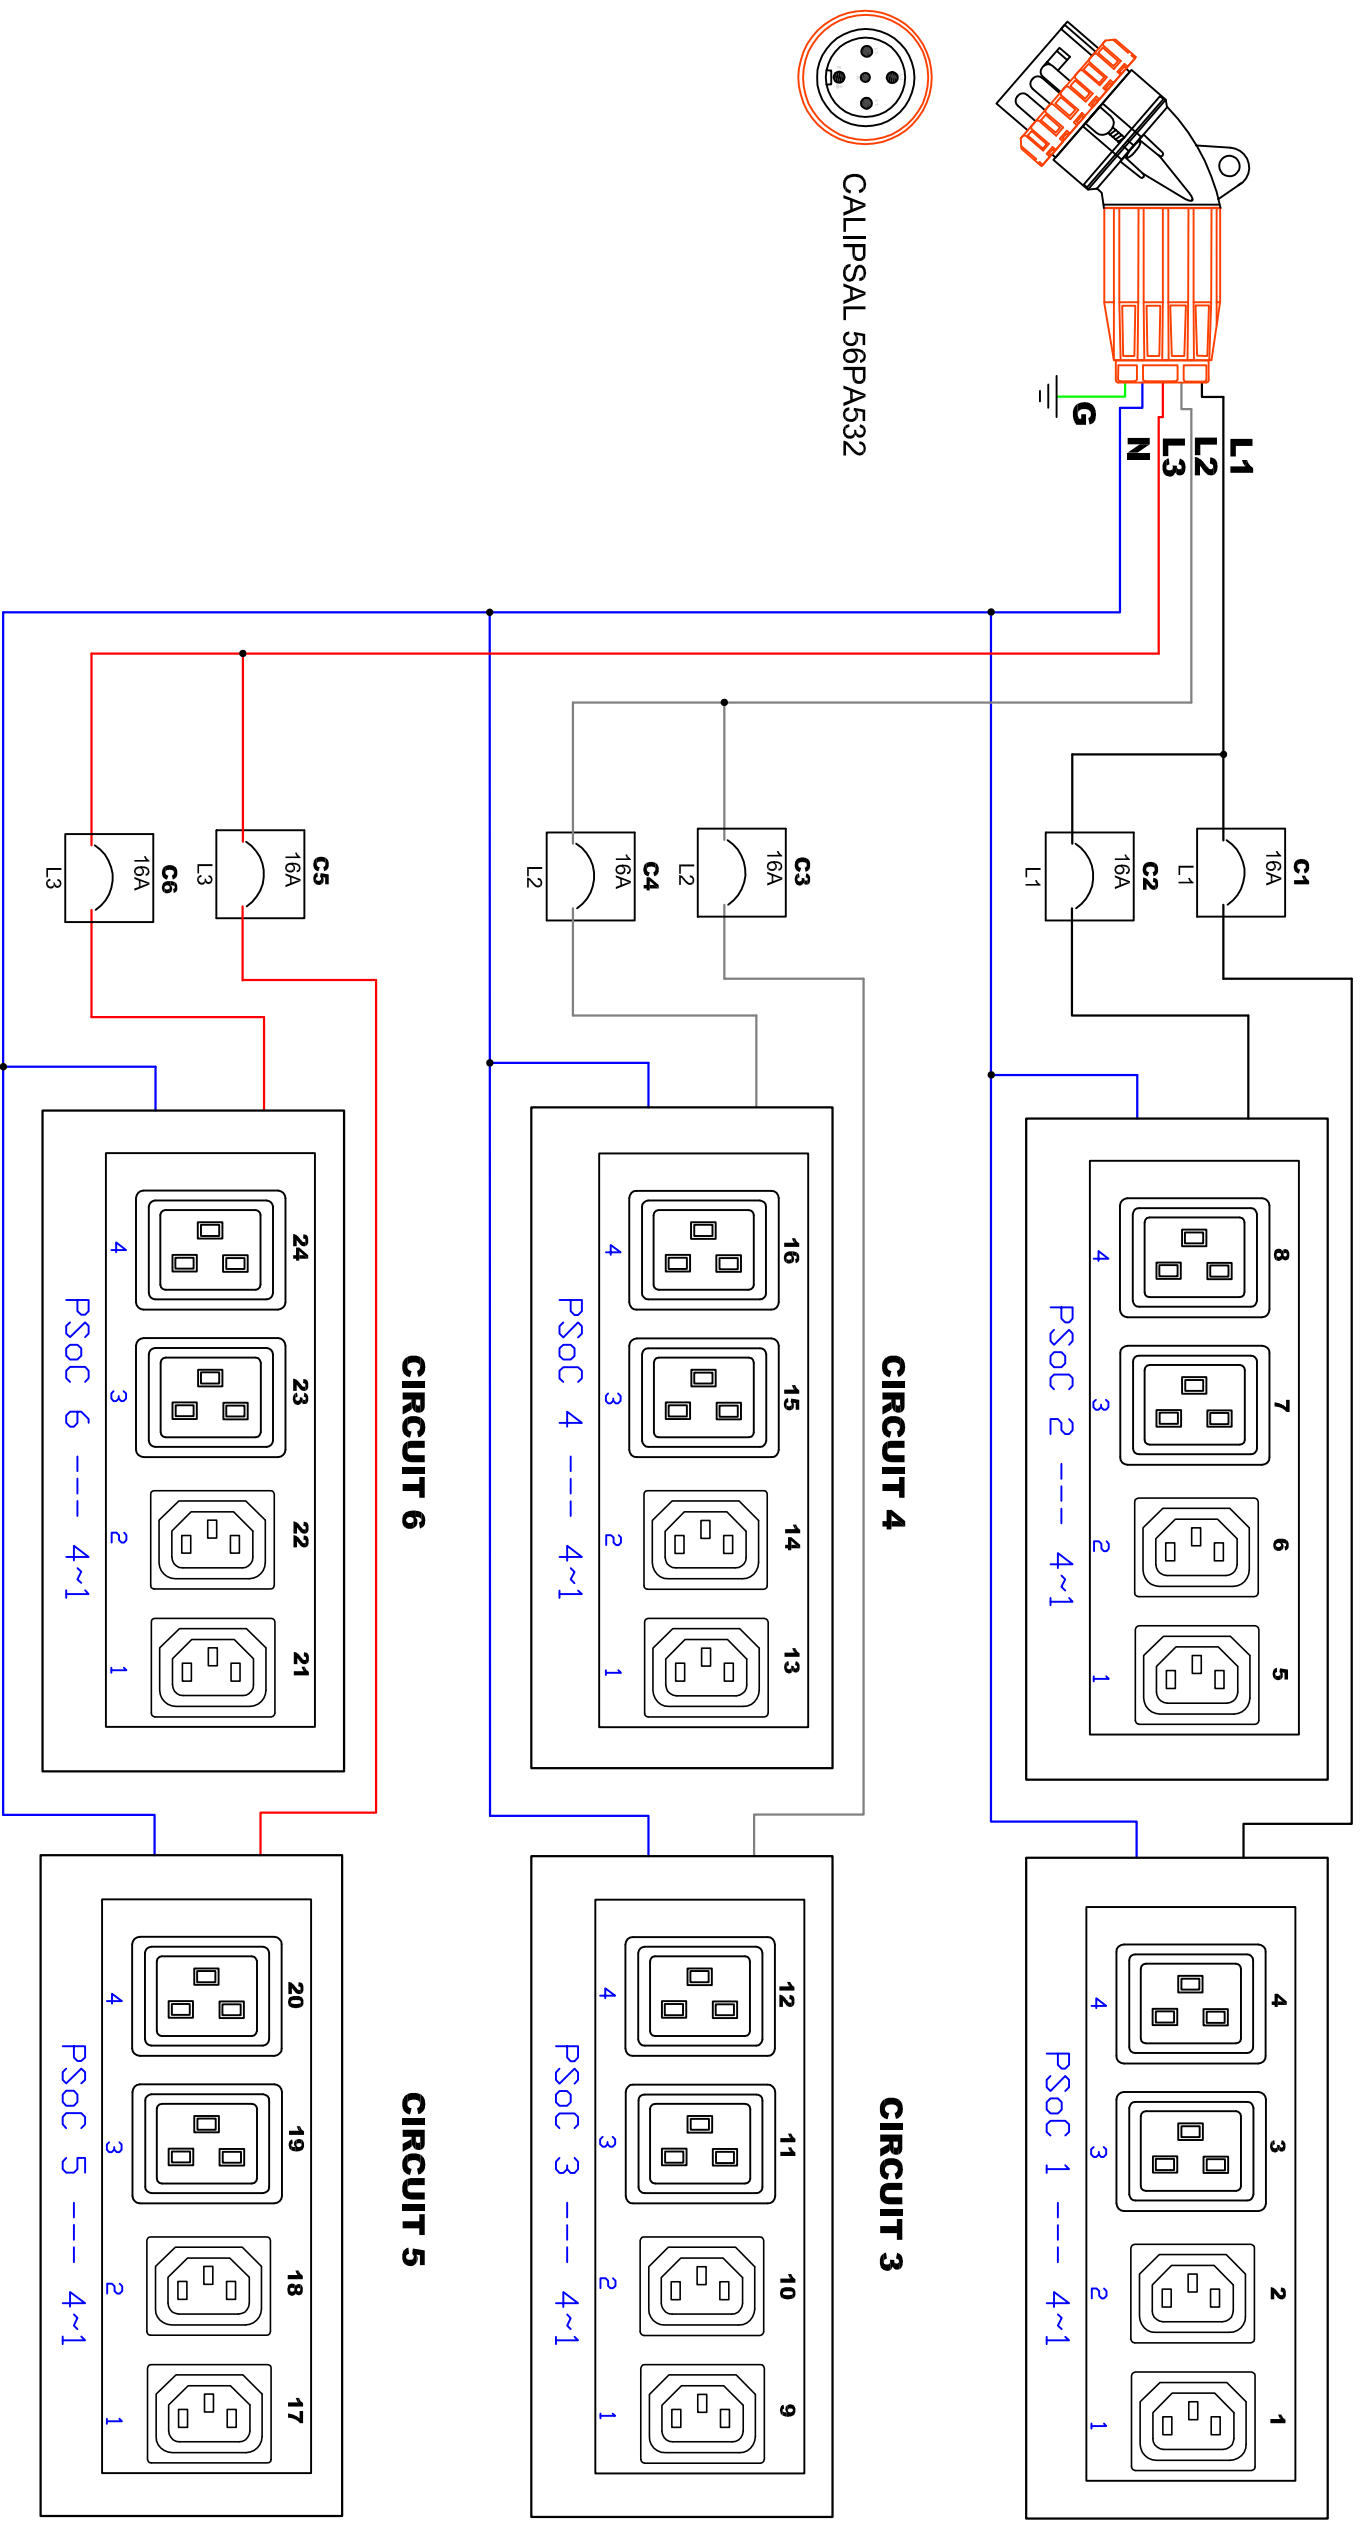 CALIPSAL 56PA532
L1
L2
L3
N
G
C1
16A
L1
C2
16A
L1
C3
16A
L2
C4
16A
L2
C5
16A
L3
C6
16A
L3
8 7 6 5
4 3 2 1
PSoC 2 --- 4~1
4 3 2 1
4 3 2 1
PSoC 1 --- 4~1
CIRCUIT 4
16 15 14 13
4 3 2 1
PSoC 4 --- 4~1
CIRCUIT 3
12 11 10 9
4 3 2 1
PSoC 3 --- 4~1
CIRCUIT 6
24 23 22 21
4 3 2 1
PSoC 6 --- 4~1
CIRCUIT 5
20 19 18 17
4 3 2 1
PSoC 5 --- 4~1